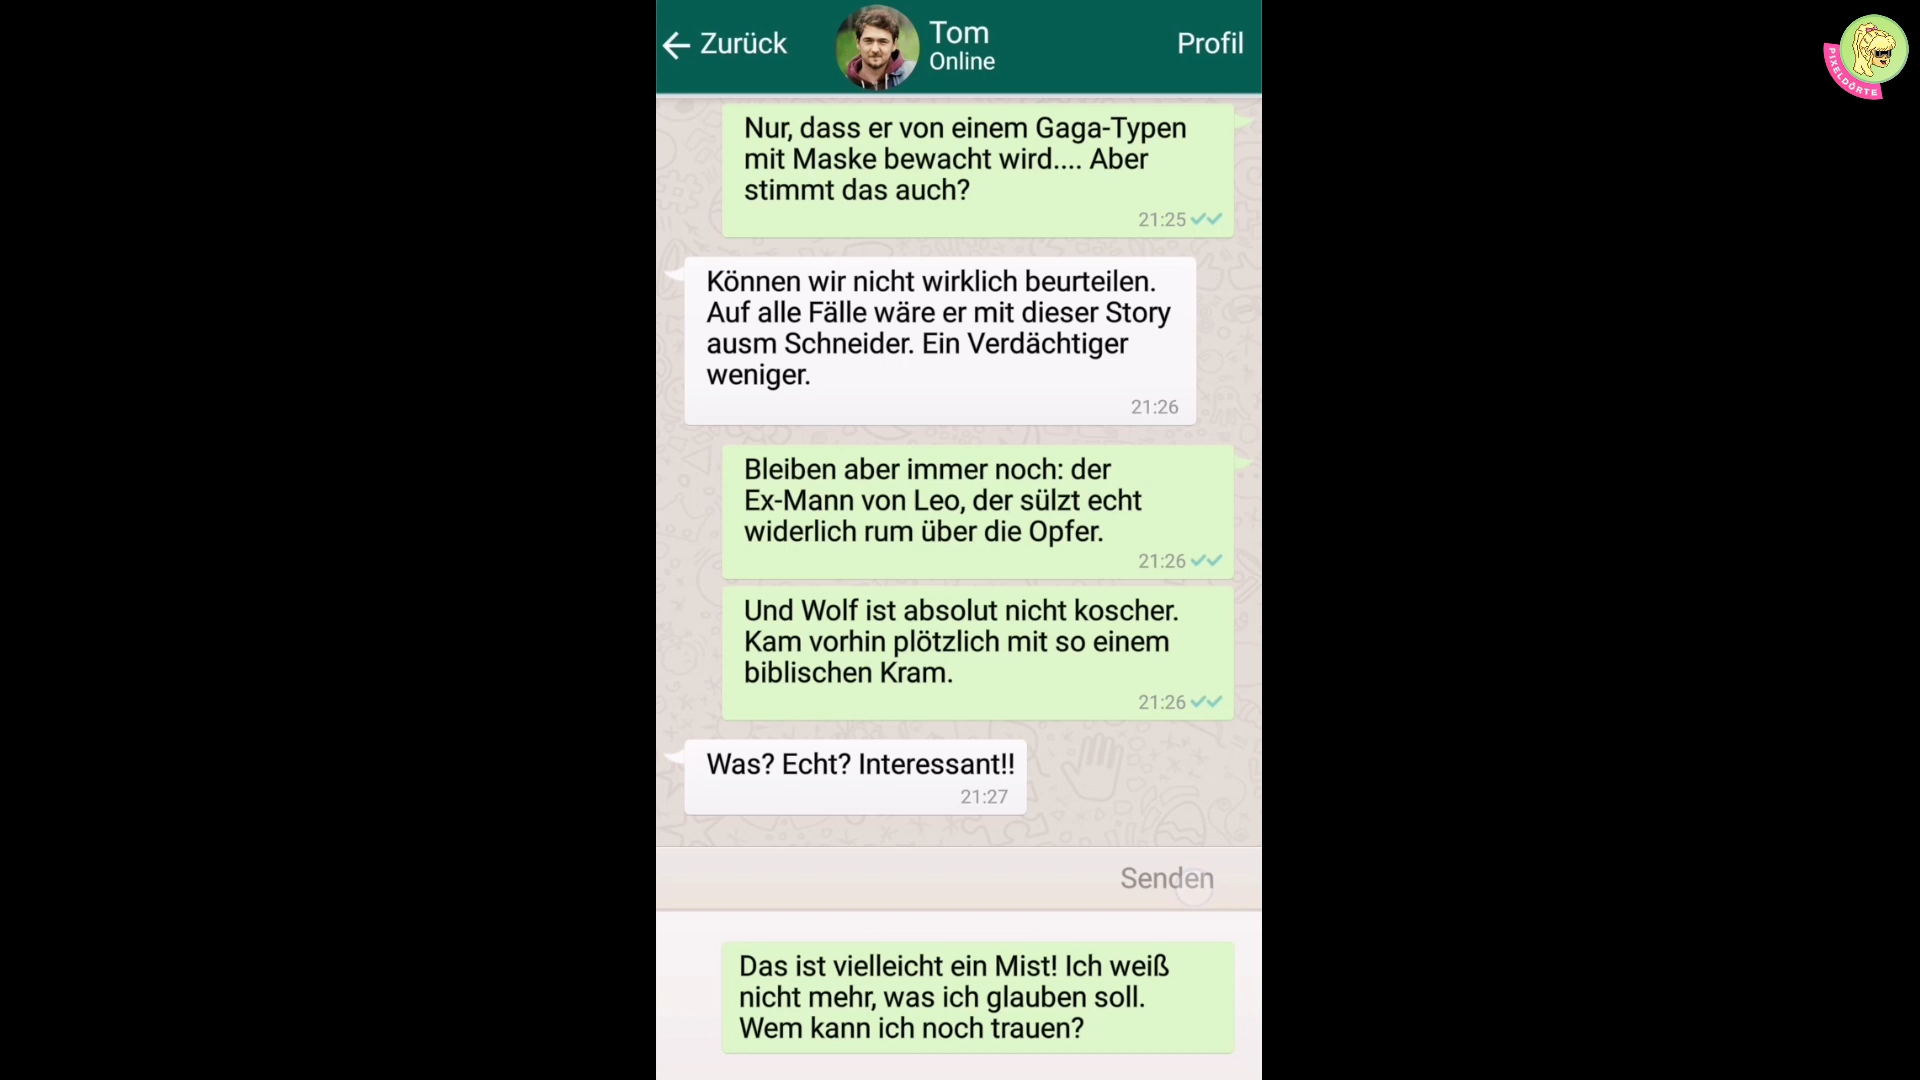 Zurück
Tom
Online
Profil
PIXELDÖRTE
Nur, dass er von einem Gaga-Typen
mit Maske bewacht wird.... Aber
stimmt das auch?
21:25
Können wir nicht wirklich beurteilen.
Auf alle Fälle wäre er mit dieser Story
ausm Schneider. Ein Verdächtiger
weniger.
21:26
Bleiben aber immer noch: der
Ex-Mann von Leo, der sülzt echt
widerlich rum über die Opfer.
21:26
Und Wolf ist absolut nicht koscher.
Kam vorhin plötzlich mit so einem
biblischen Kram.
21:26
Was? Echt? Interessant!!
21:27
Senden
Das ist vielleicht ein Mist! Ich weiß
nicht mehr, was ich glauben soll.
Wem kann ich noch trauen?